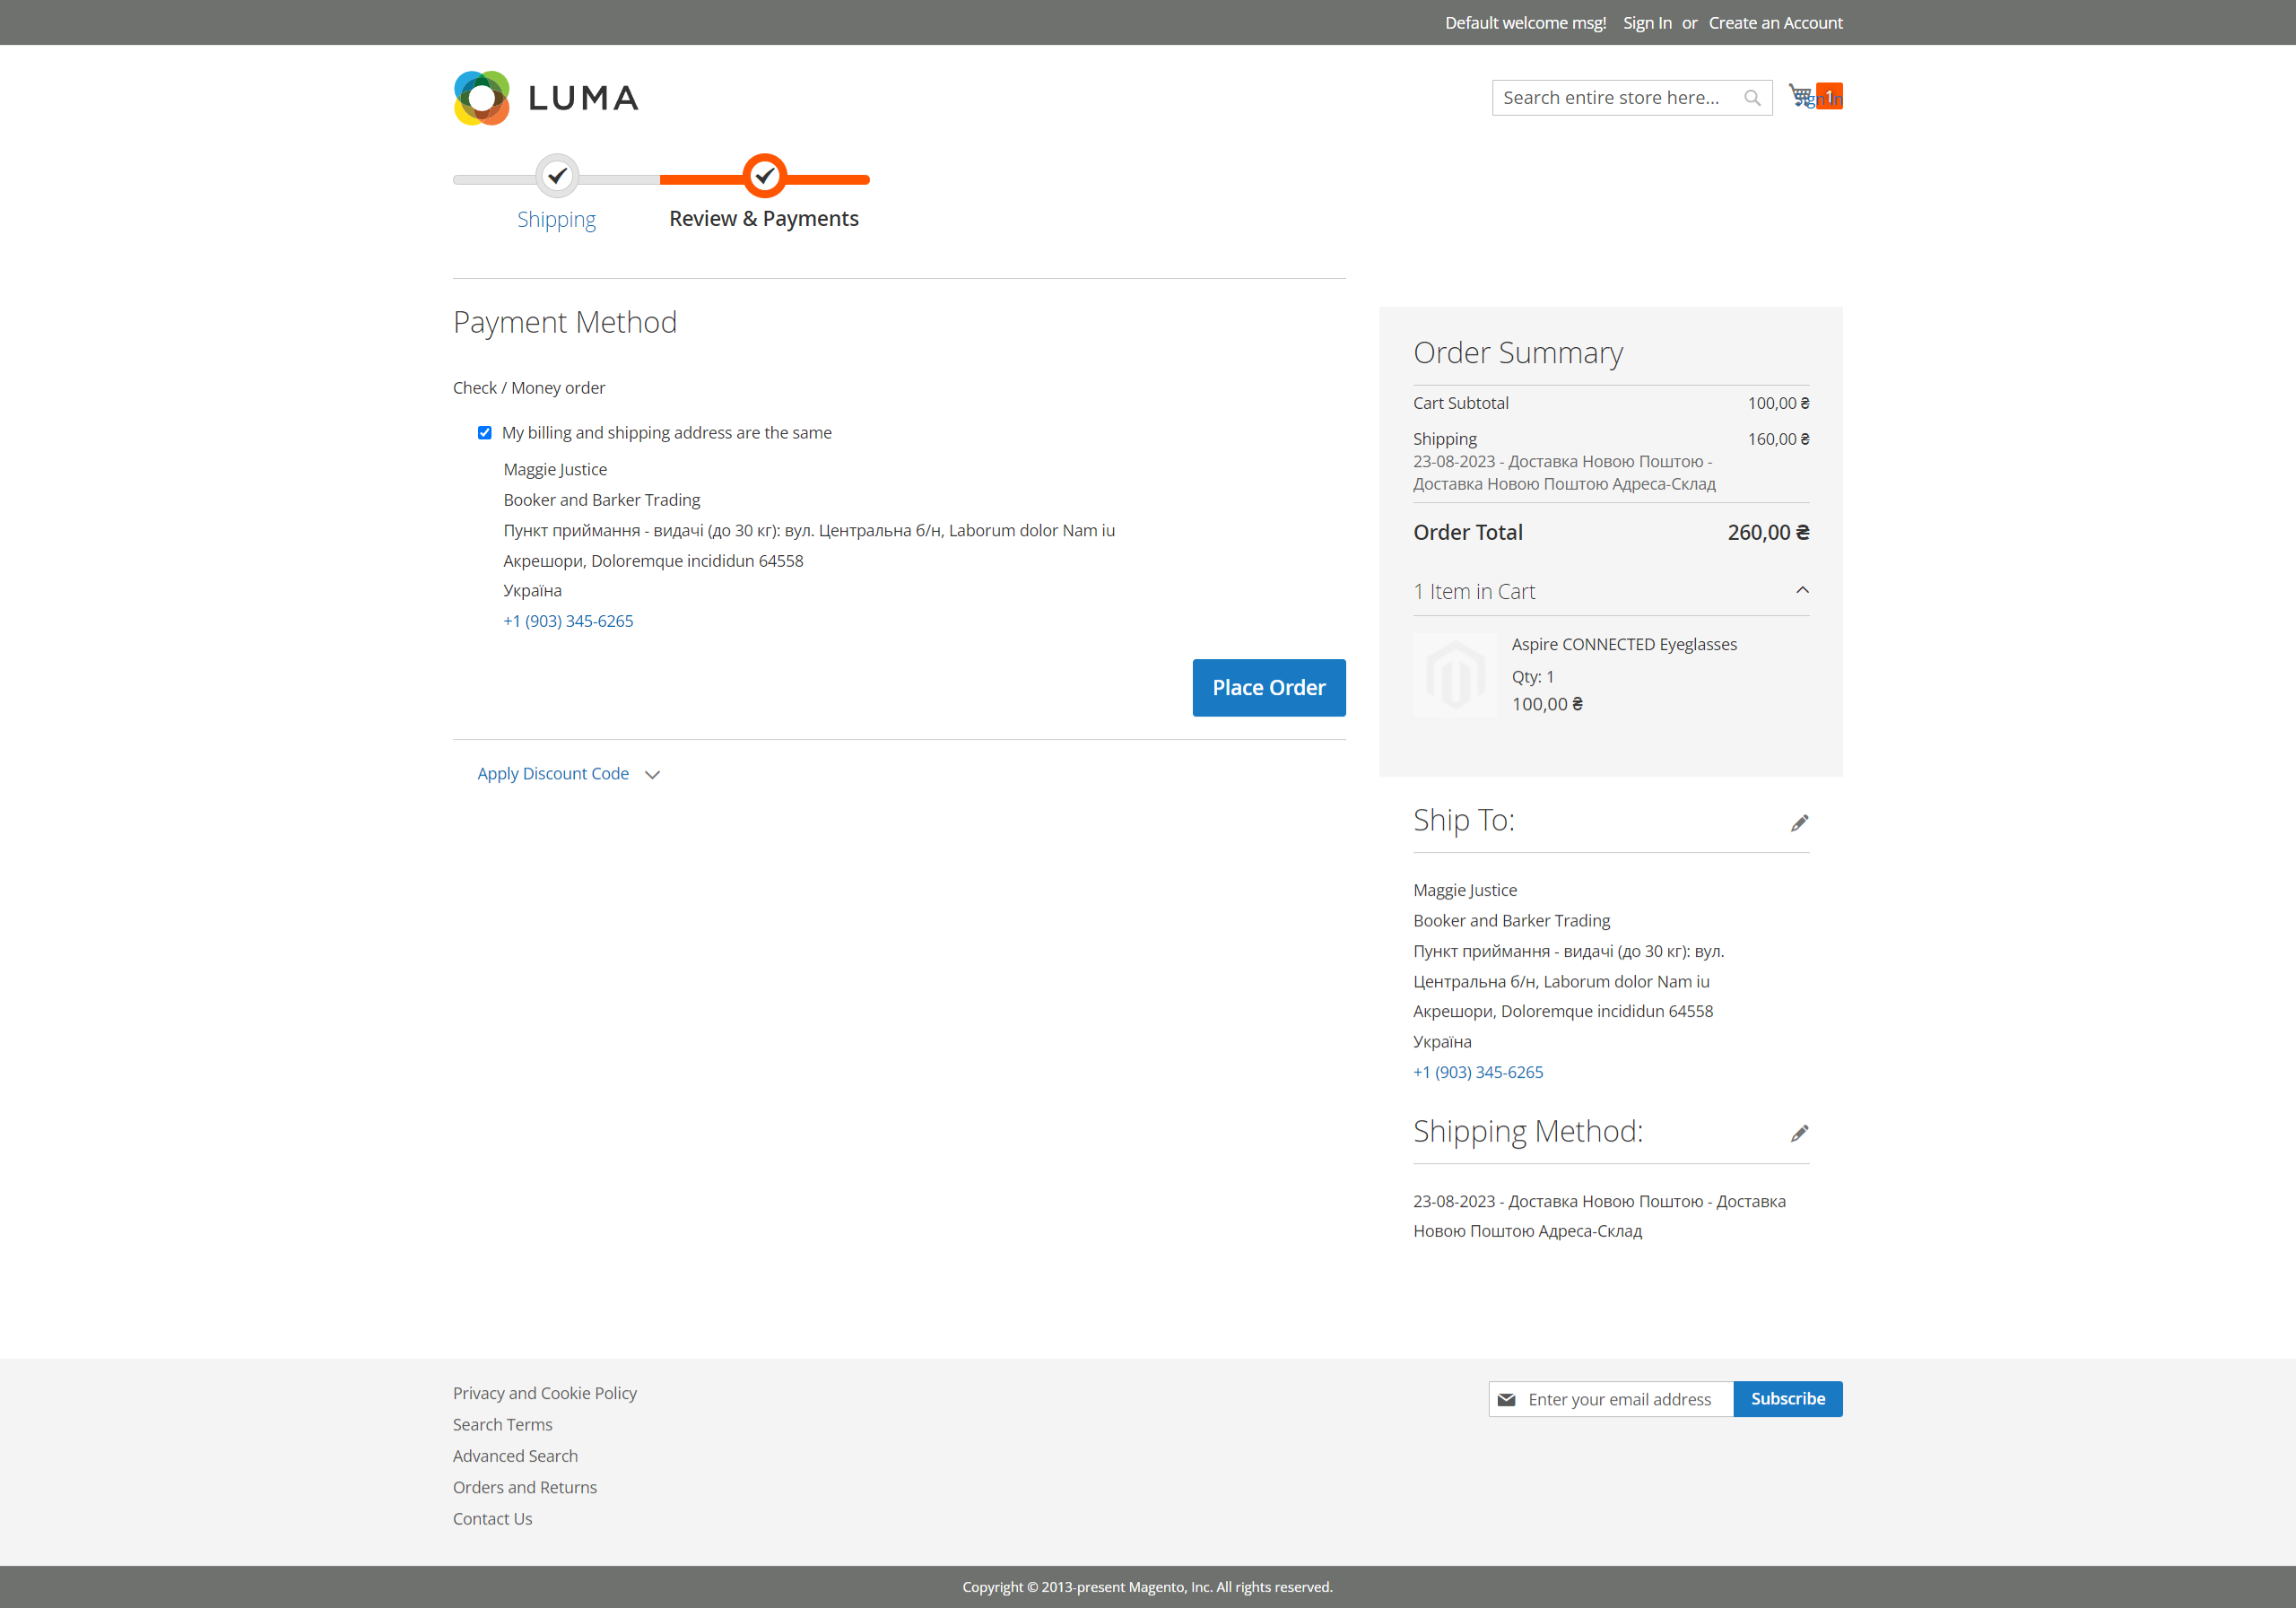 Default welcome msg! Sign In or Create an Account
LUMA
Search entire store here...
Sign In
1
Shipping
Review & Payments
Payment Method
Check / Money order
My billing and shipping address are the same
Maggie Justice
Booker and Barker Trading
Пункт приймання - видачі (до 30 кг): вул. Центральна б/н, Laborum dolor Nam iu
Акрешори, Doloremque incididun 64558
Україна
+1 (903) 345-6265
Place Order
Apply Discount Code
Order Summary
Cart Subtotal 100,00 ₴
Shipping 160,00 ₴
23-08-2023 - Доставка Новою Поштою -
Доставка Новою Поштою Адреса-Склад
Order Total 260,00 ₴
1 Item in Cart
Aspire CONNECTED Eyeglasses
Qty: 1
100,00 ₴
Ship To:
Maggie Justice
Booker and Barker Trading
Пункт приймання - видачі (до 30 кг): вул.
Центральна б/н, Laborum dolor Nam iu
Акрешори, Doloremque incididun 64558
Україна
+1 (903) 345-6265
Shipping Method:
23-08-2023 - Доставка Новою Поштою - Доставка
Новою Поштою Адреса-Склад
Privacy and Cookie Policy
Search Terms
Advanced Search
Orders and Returns
Contact Us
Enter your email address
Subscribe
Copyright © 2013-present Magento, Inc. All rights reserved.